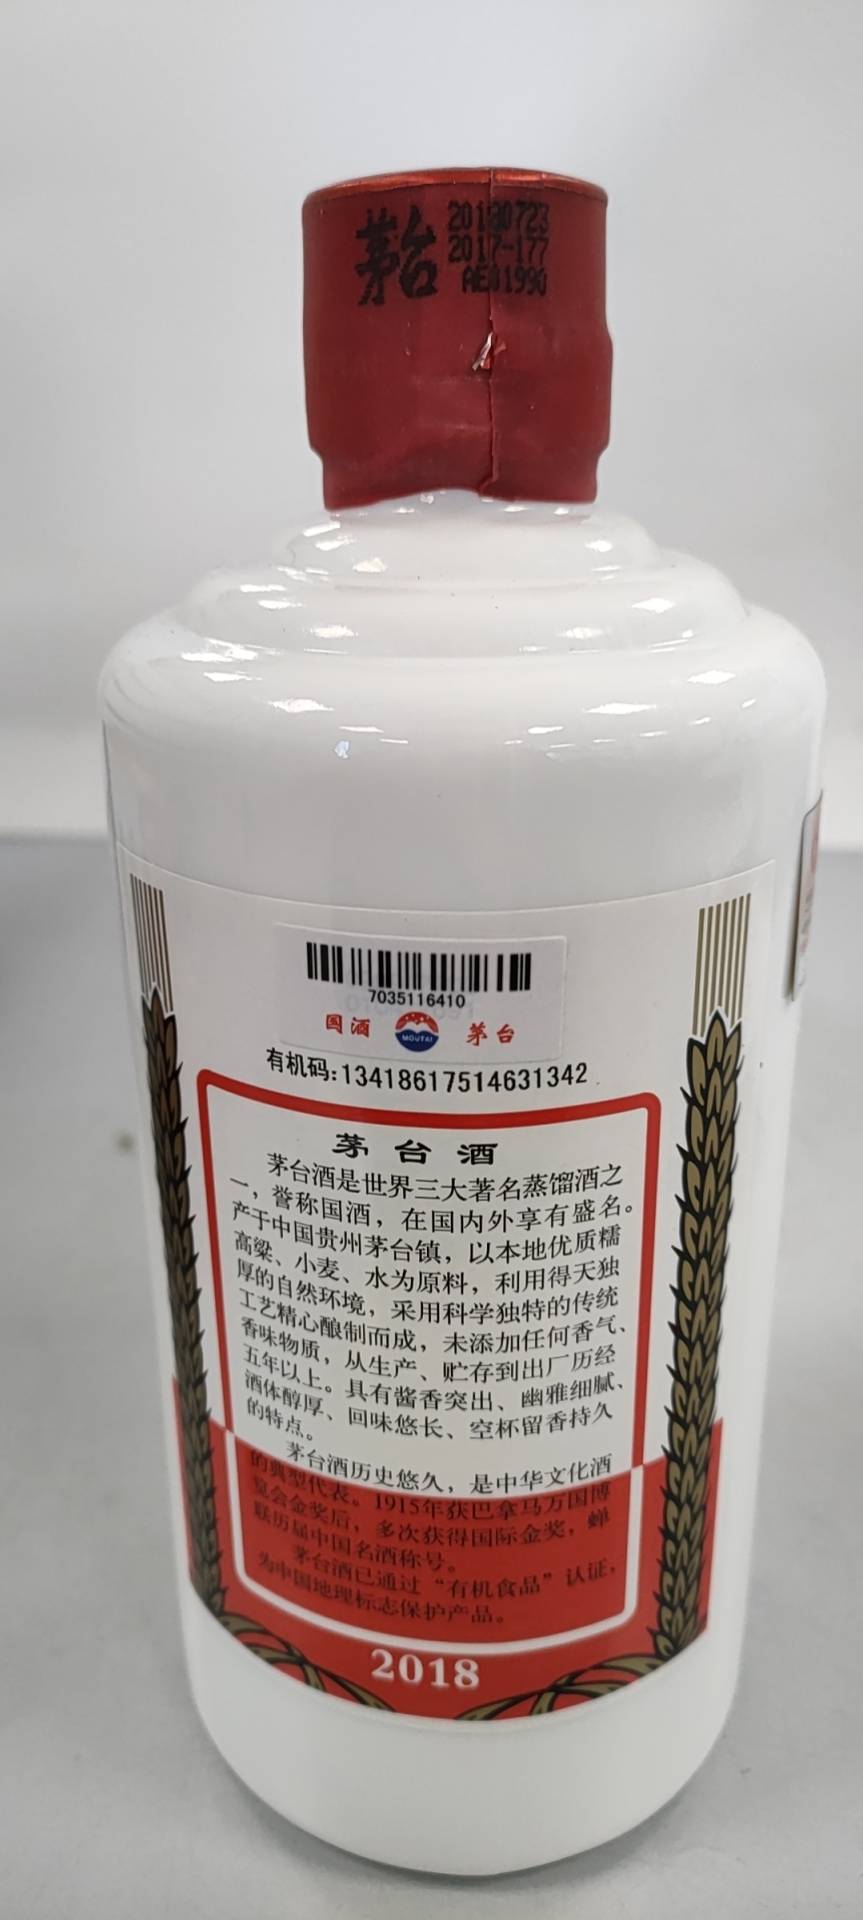 茅台
20180723
2017-177
AE01990
7035116410
国酒 MOUTAI 茅台
有机码:13418617514631342
茅台酒
茅台酒是世界三大著名蒸馏酒之
一，誉称国酒，在国内外享有盛名。
产于中国贵州茅台镇，以本地优质糯
高粱、小麦、水为原料，利用得天独
厚的自然环境，采用科学独特的传统
工艺精心酿制而成，未添加任何香气、
香味物质，从生产、贮存到出厂历经
五年以上。具有酱香突出、幽雅细腻、
酒体醇厚、回味悠长、空杯留香持久
的特点。
茅台酒历史悠久，是中华文化酒
的典型代表。1915年获巴拿马万国博
览会金奖后，多次获得国际金奖，蝉
联历届中国名酒称号。
茅台酒已通过“有机食品”认证，
为中国地理标志保护产品。
2018